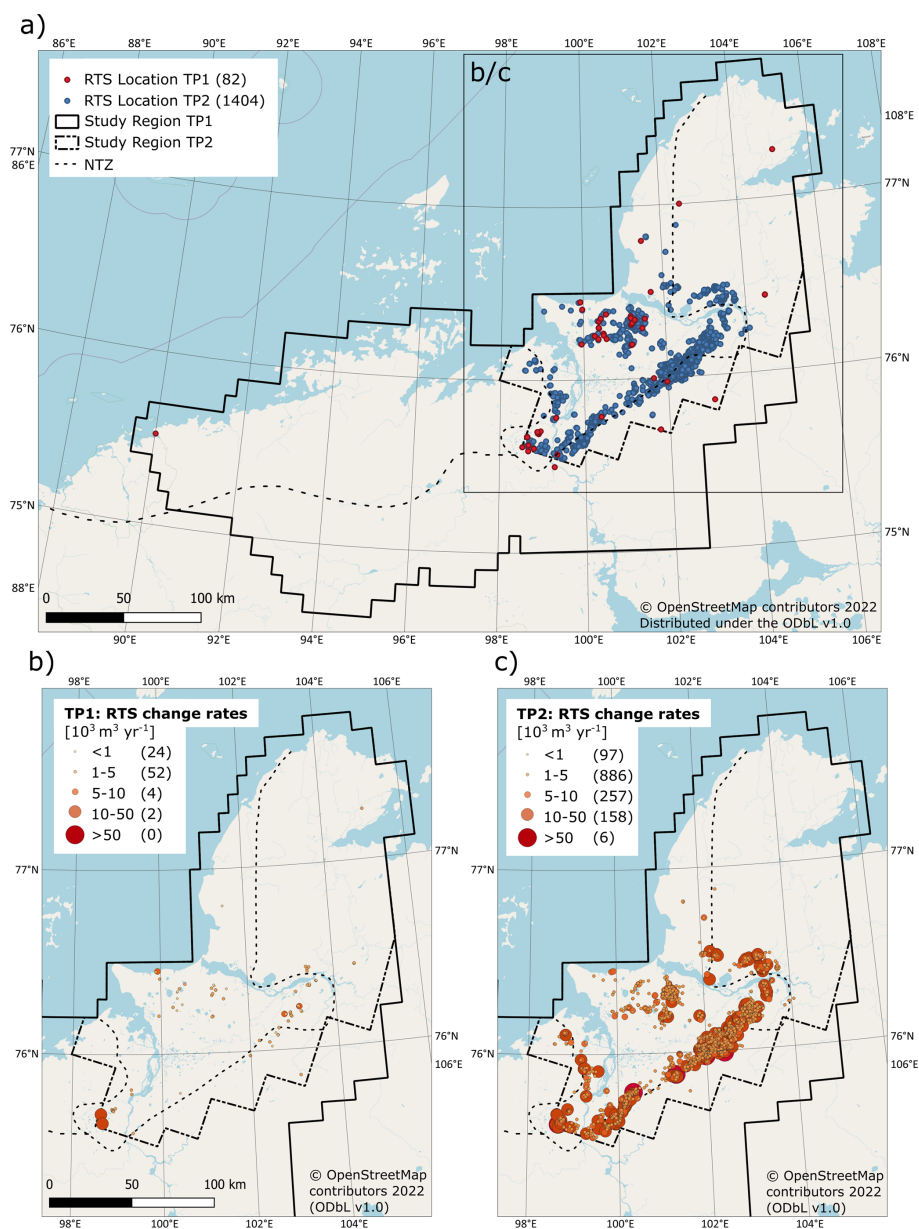 a)
86°E 88°E 90°E 92°E 94°E 96°E 98°E 100°E 102°E 104°E 106°E
RTS Location TP1 (82)
RTS Location TP2 (1404)
Study Region TP1
Study Region TP2
NTZ
b/c
108°E
77°N
86°E
77°N
76°N
76°N
75°N
75°N
88°E
0 50 100 km
© OpenStreetMap contributors 2022
Distributed under the ODbL v1.0
90°E 92°E 94°E 96°E 98°E 100°E 102°E 104°E 106°E
b)
100°E 102°E 104°E 106°E
TP1: RTS change rates
[10³ m³ yr⁻¹]
<1 (24)
1-5 (52)
5-10 (4)
10-50 (2)
>50 (0)
77°N
77°N
76°N
76°N
106°E
© OpenStreetMap
contributors 2022
(ODbL v1.0)
0 50 100 km
98°E 100°E 102°E 104°E
c)
100°E 102°E 104°E 106°E
TP2: RTS change rates
[10³ m³ yr⁻¹]
<1 (97)
1-5 (886)
5-10 (257)
10-50 (158)
>50 (6)
77°N
77°N
76°N
76°N
106°E
© OpenStreetMap
contributors 2022
(ODbL v1.0)
98°E 100°E 102°E 104°E